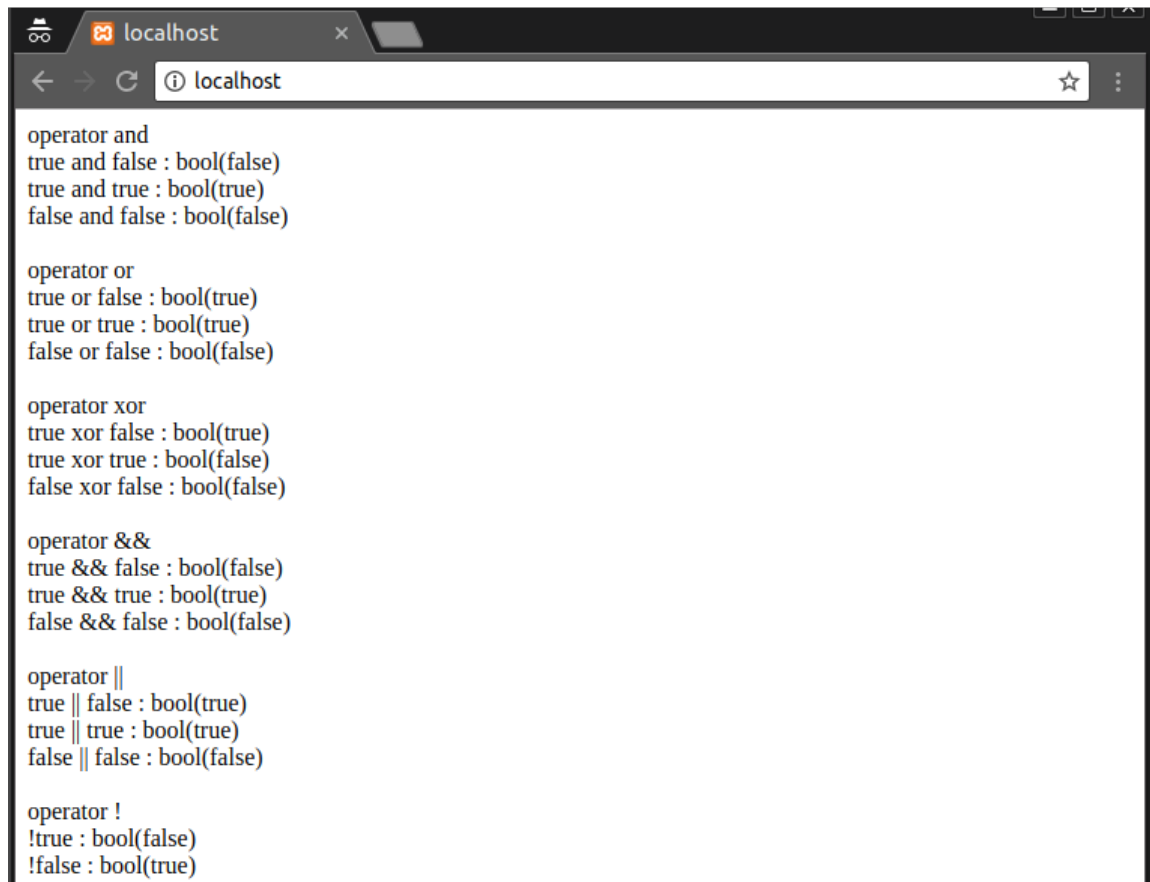 localhost
localhost
operator and
true and false : bool(false)
true and true : bool(true)
false and false : bool(false)
operator or
true or false : bool(true)
true or true : bool(true)
false or false : bool(false)
operator xor
true xor false : bool(true)
true xor true : bool(false)
false xor false : bool(false)
operator &&
true && false : bool(false)
true && true : bool(true)
false && false : bool(false)
operator ||
true || false : bool(true)
true || true : bool(true)
false || false : bool(false)
operator !
!true : bool(false)
!false : bool(true)